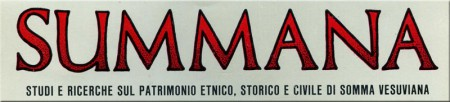 SUMMANA
STUDI E RICERCHE SUL PATRIMONIO ETNICO, STORICO E CIVILE DI SOMMA VESUVIANA